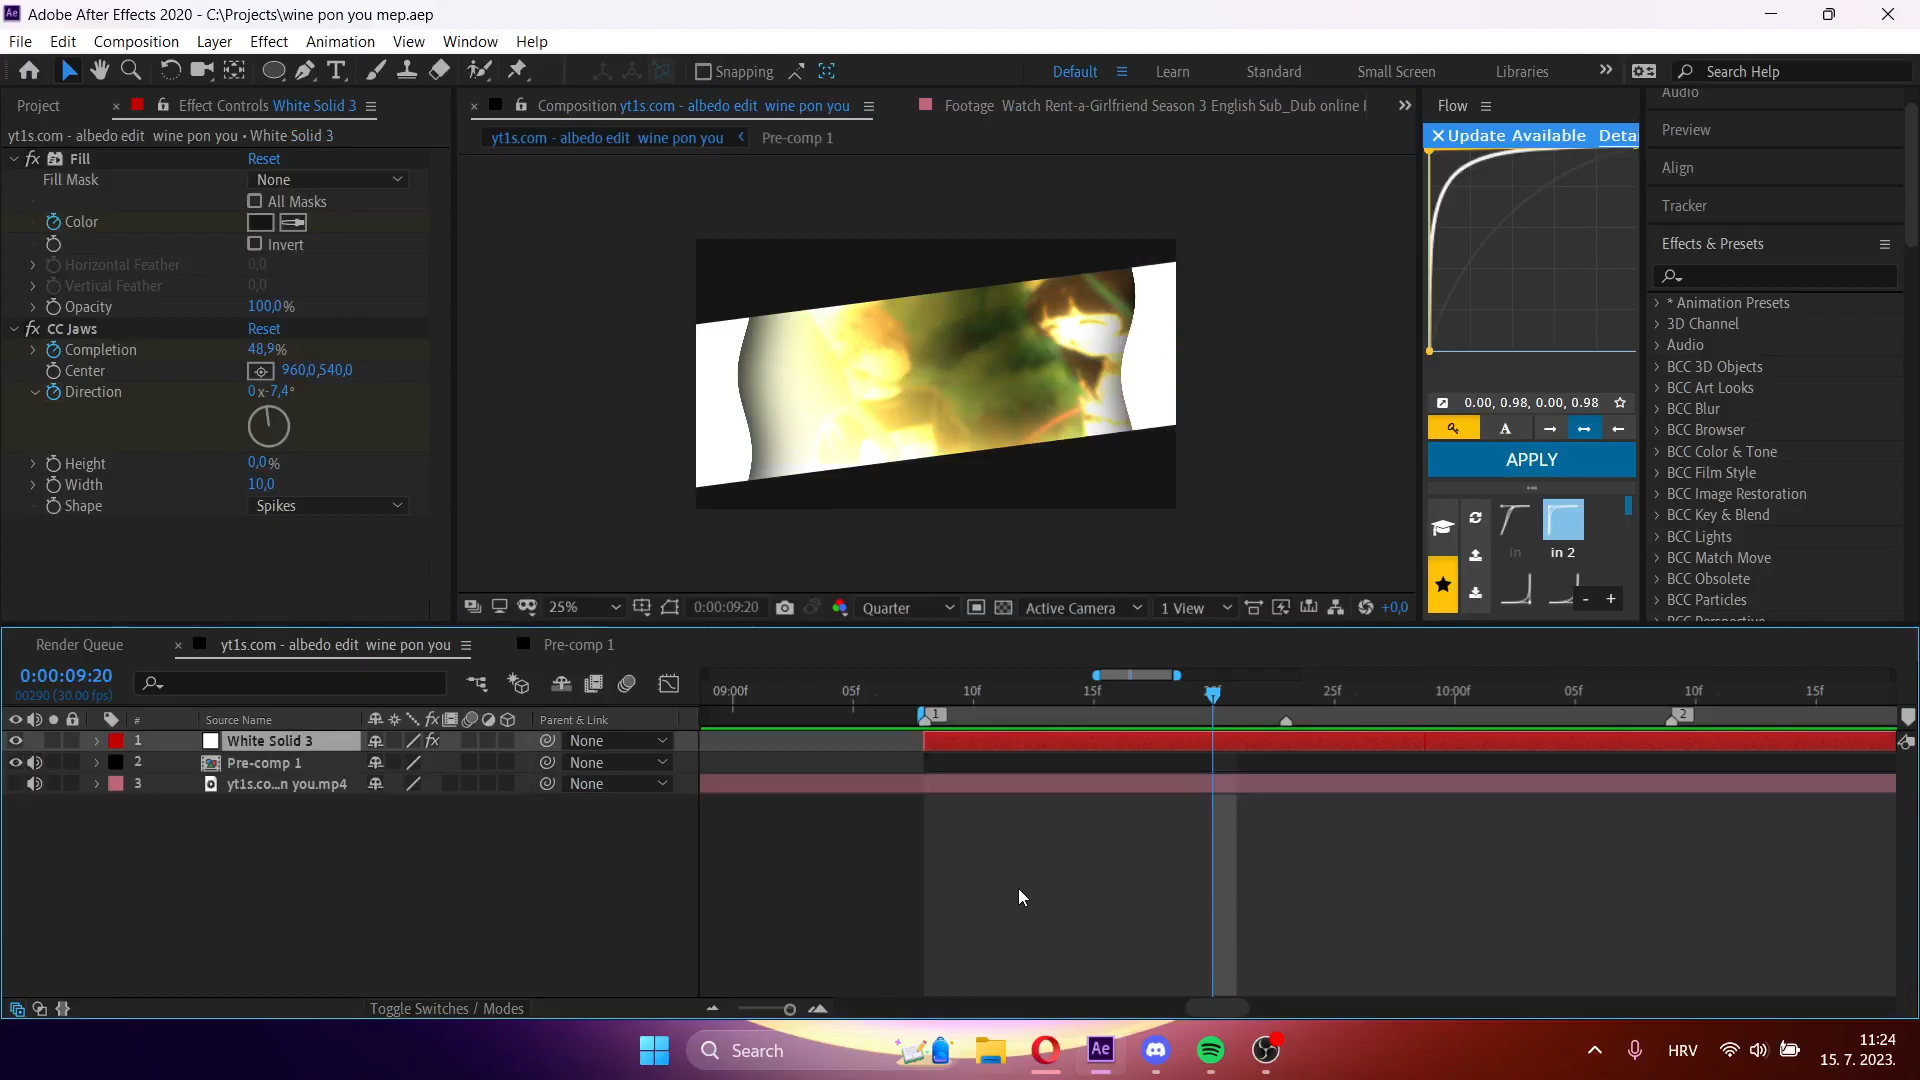 Adobe After Effects 2020 - C:\Projects\wine pon you mep.aep
File Edit Composition Layer Effect Animation View Window Help
Snapping
Default Learn Standard Small Screen Libraries
Search Help
Project
Effect Controls White Solid 3
yt1s.com - albedo edit wine pon you • White Solid 3
fx Fill Reset
Fill Mask None
All Masks
Color
Invert
Horizontal Feather 0,0
Vertical Feather 0,0
Opacity 100,0%
fx CC Jaws Reset
Completion 48,9%
Center 960,0,540,0
Direction 0x-7,4°
Height 0,0%
Width 10,0
Shape Spikes
Composition yt1s.com - albedo edit wine pon you
Footage Watch Rent-a-Girlfriend Season 3 English Sub_Dub online
yt1s.com - albedo edit wine pon you Pre-comp 1
25% 0:00:09:20 Quarter Active Camera 1 View +0,0
Flow
Update Available Detai
0.00, 0.98, 0.00, 0.98
A
APPLY
in in 2
- +
Audio
Preview
Align
Tracker
Effects & Presets
* Animation Presets
3D Channel
Audio
BCC 3D Objects
BCC Art Looks
BCC Blur
BCC Browser
BCC Color & Tone
BCC Film Style
BCC Image Restoration
BCC Key & Blend
BCC Lights
BCC Match Move
BCC Obsolete
BCC Particles
BCC Perspective
Render Queue yt1s.com - albedo edit wine pon you Pre-comp 1
0:00:09:20
00290 (30.00 fps)
09:00f 05f 10f 15f 25f 10:00f 05f 10f 15f
# Source Name fx Parent & Link
1 2
1 White Solid 3 fx None
2 Pre-comp 1 None
3 yt1s.co...n you.mp4 None
Toggle Switches / Modes
Search
Ae
HRV
11:24
15. 7. 2023.